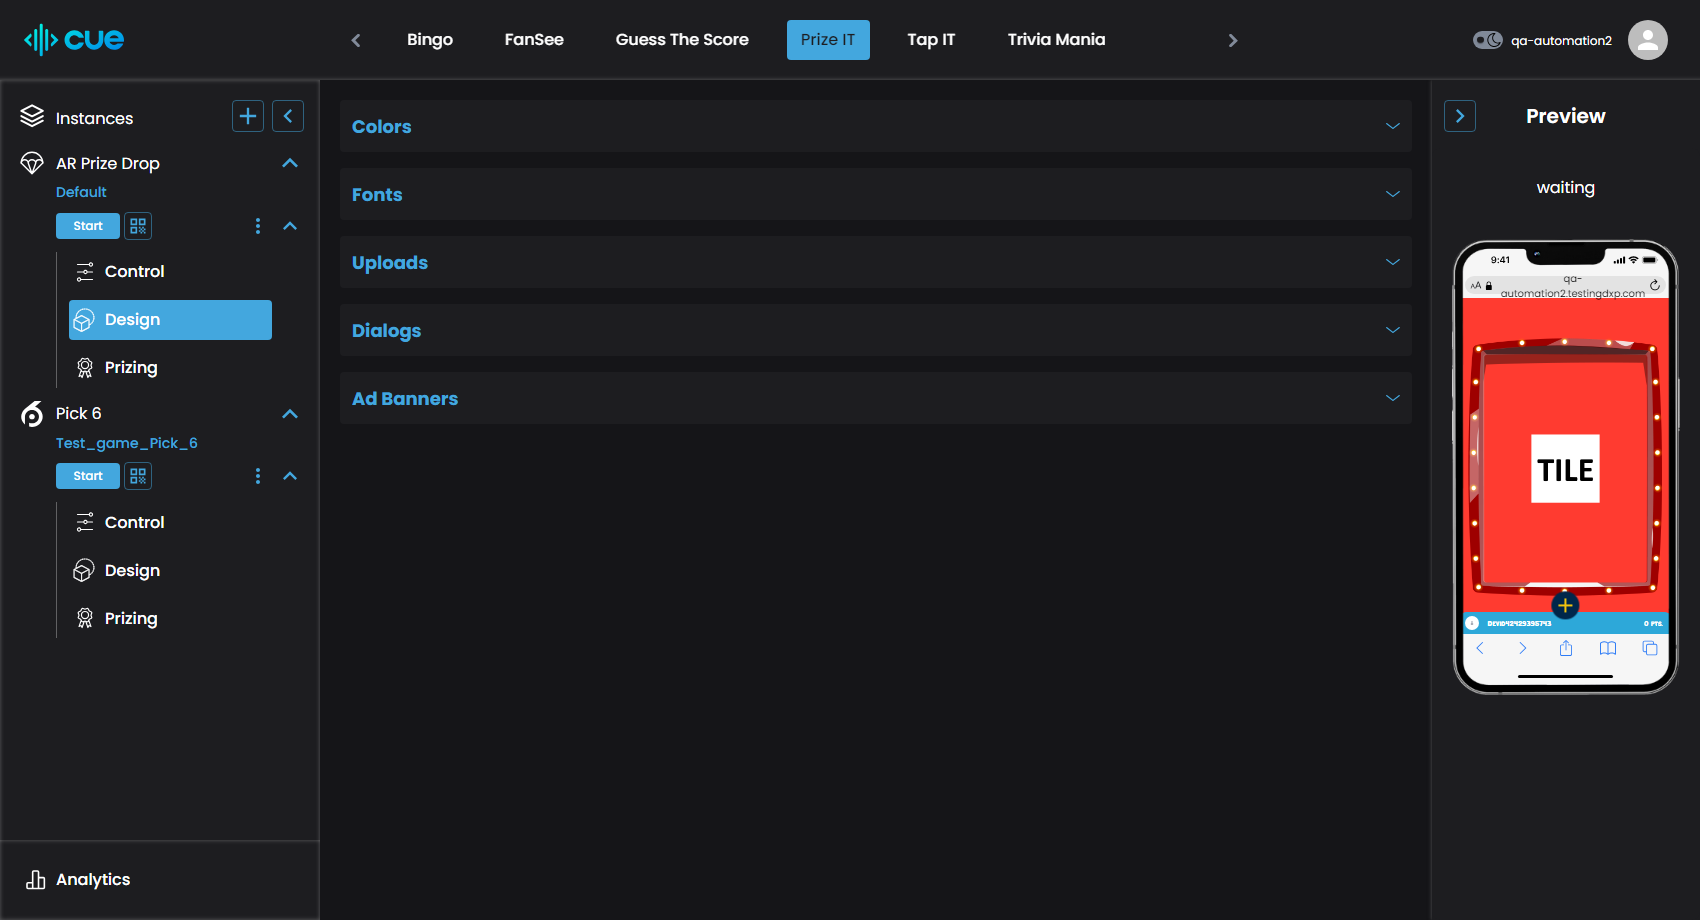 cue
Bingo
FanSee
Guess The Score
Prize IT
Tap IT
Trivia Mania
qa-automation2
Instances
AR Prize Drop
Default
Start
Control
Design
Prizing
Pick 6
Test_game_Pick_6
Start
Control
Design
Prizing
Analytics
Colors
Fonts
Uploads
Dialogs
Ad Banners
Preview
waiting
9:41
AA
qa-
automation2.testingdxp.com
TILE
0 PTS.